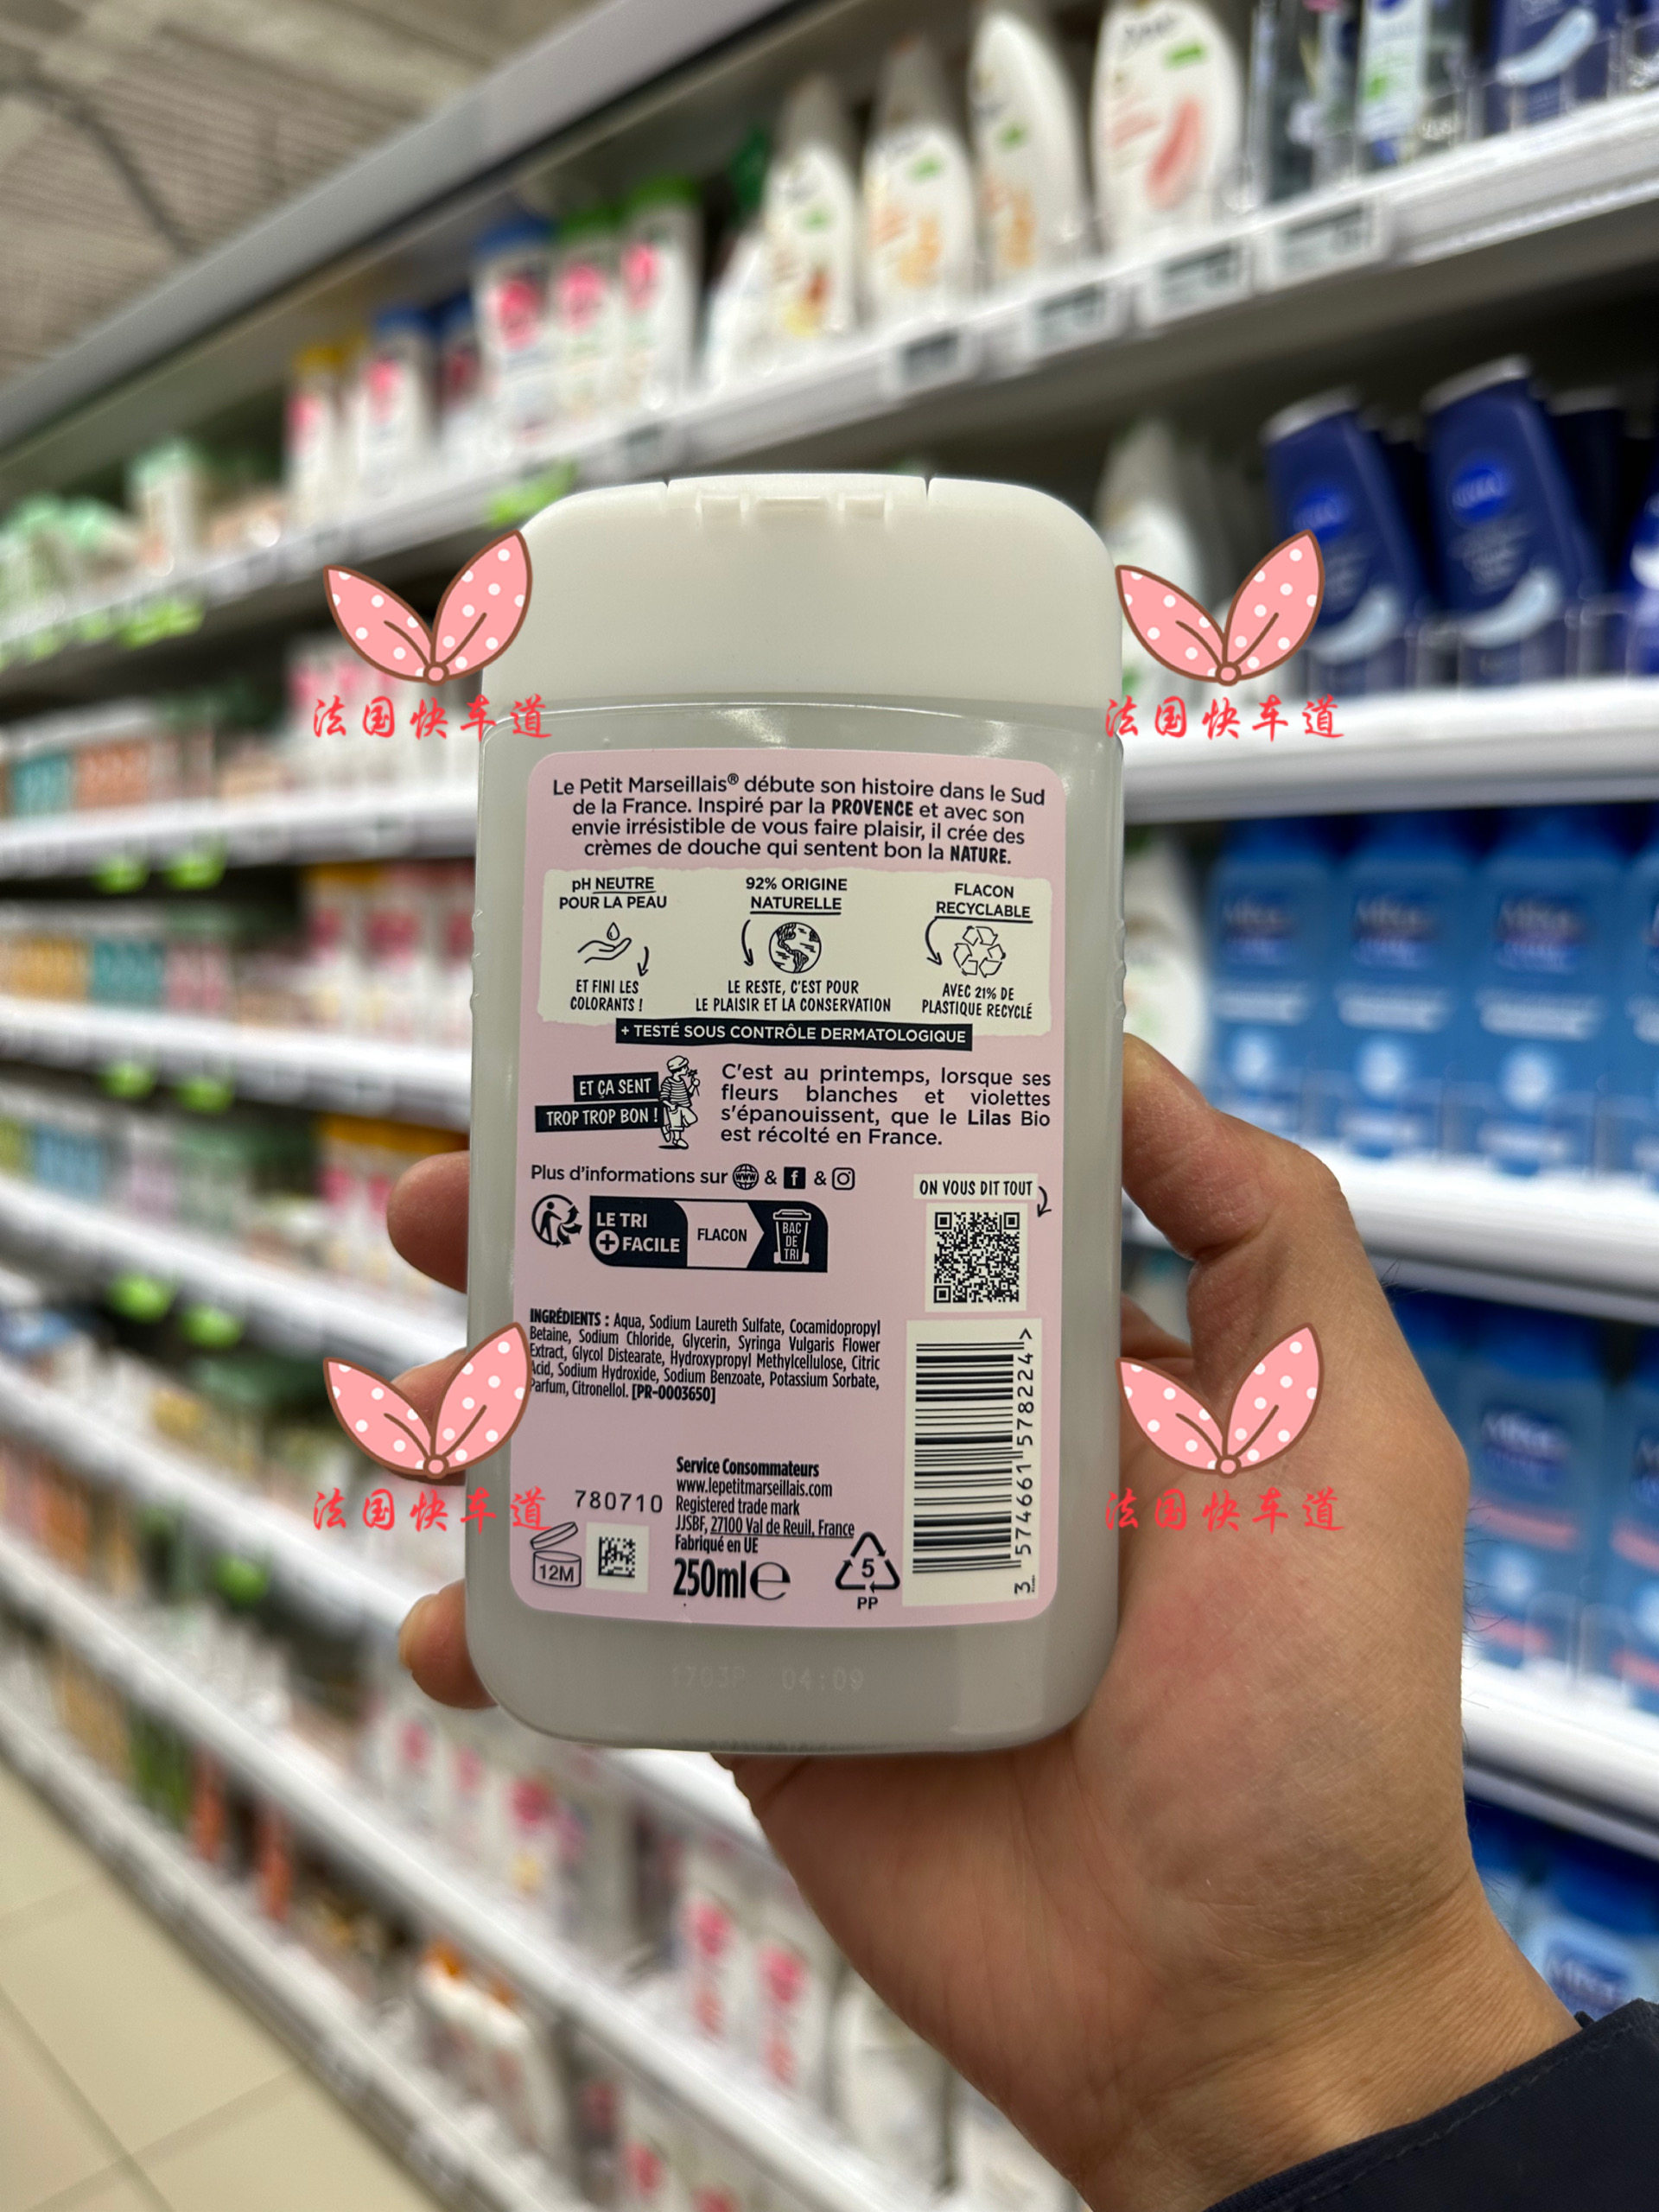 法国快车道
法国快车道
Le Petit Marseillais® débute son histoire dans le Sud
de la France. Inspiré par la PROVENCE et avec son
envie irrésistible de vous faire plaisir, il crée des
crèmes de douche qui sentent bon la NATURE.
pH NEUTRE
POUR LA PEAU
ET FINI LES
COLORANTS !
92% ORIGINE
NATURELLE
LE RESTE, C'EST POUR
LE PLAISIR ET LA CONSERVATION
FLACON
RECYCLABLE
AVEC 21% DE
PLASTIQUE RECYCLÉ
+ TESTÉ SOUS CONTRÔLE DERMATOLOGIQUE
ET ÇA SENT
TROP TROP BON !
C'est au printemps, lorsque ses
fleurs blanches et violettes
s'épanouissent, que le Lilas Bio
est récolté en France.
Plus d'informations sur www & f &
LE TRI
+ FACILE
FLACON
BAC
DE
TRI
ON VOUS DIT TOUT
INGRÉDIENTS : Aqua, Sodium Laureth Sulfate, Cocamidopropyl
Betaine, Sodium Chloride, Glycerin, Syringa Vulgaris Flower
Extract, Glycol Distearate, Hydroxypropyl Methylcellulose, Citric
Acid, Sodium Hydroxide, Sodium Benzoate, Potassium Sorbate,
Parfum, Citronellol. [PR-0003650]
3 574661 578224 >
Service Consommateurs
www.lepetitmarseillais.com
Registered trade mark
JJSBF, 27100 Val de Reuil, France
Fabriqué en UE
250ml e
780710
12M
5
PP
法国快车道
法国快车道
1703P 04:09